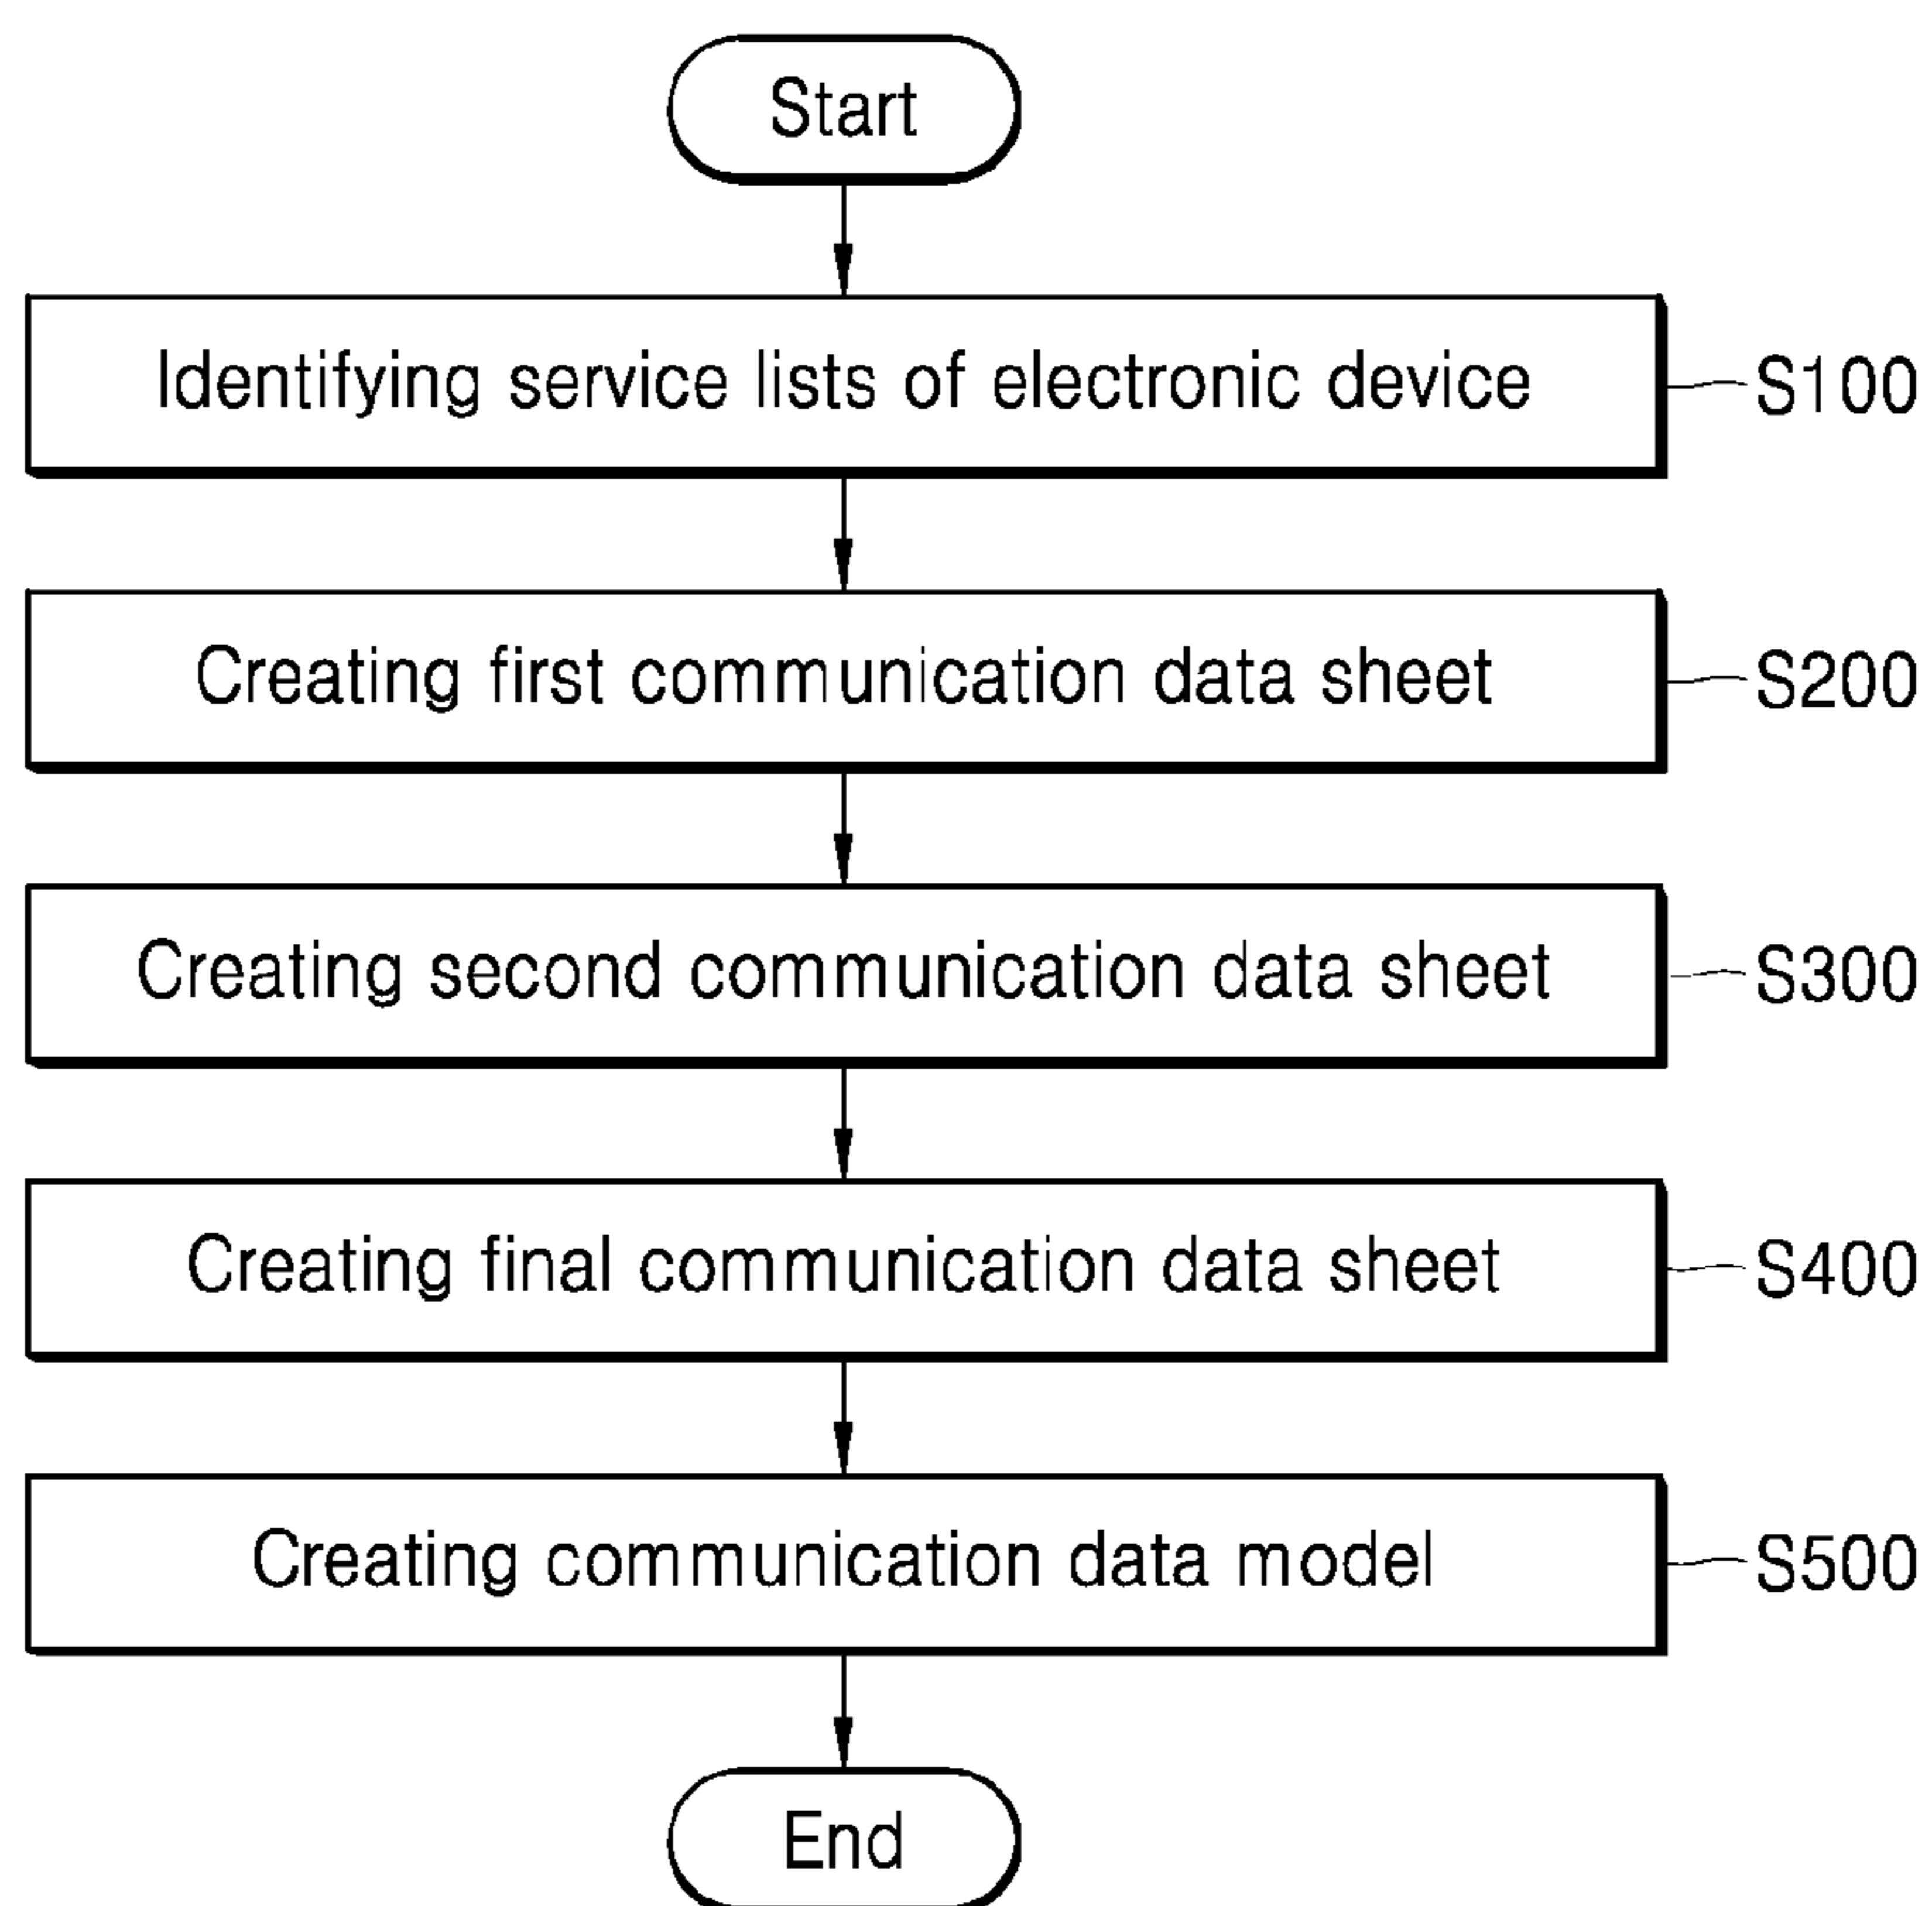 Start
Identifying service lists of electronic device S100
Creating first communication data sheet S200
Creating second communication data sheet S300
Creating final communication data sheet S400
Creating communication data model S500
End